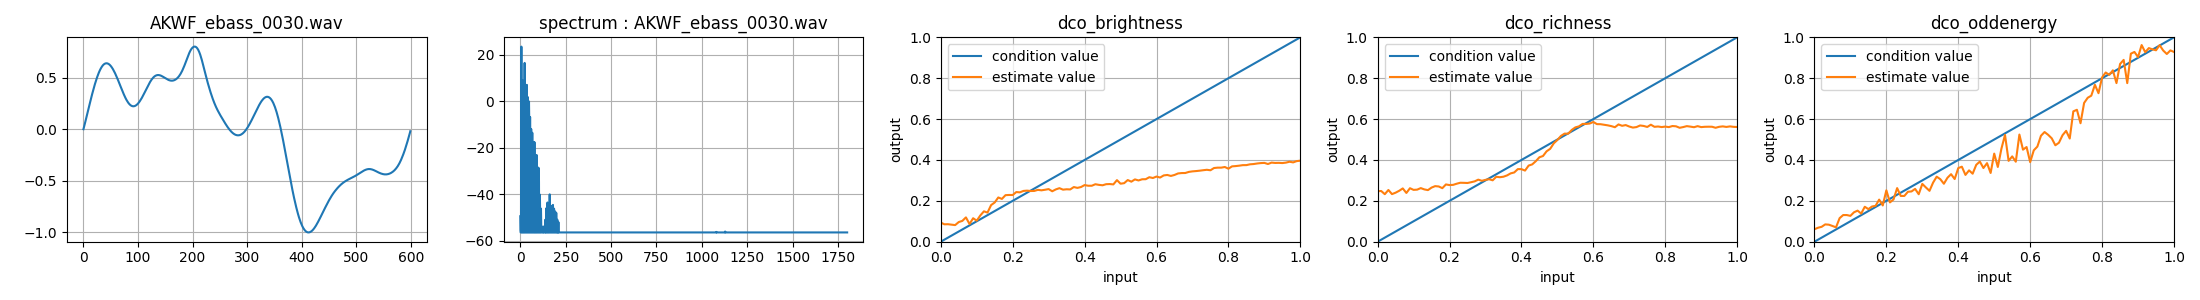 AKWF_ebass_0030.wav
0.5
0.0
−0.5
−1.0
0 100 200 300 400 500 600
spectrum : AKWF_ebass_0030.wav
20
0
−20
−40
−60
0 250 500 750 1000 1250 1500 1750
dco_brightness
condition value
estimate value
output
1.0
0.8
0.6
0.4
0.2
0.0
0.0 0.2 0.4 0.6 0.8 1.0
input
dco_richness
condition value
estimate value
output
1.0
0.8
0.6
0.4
0.2
0.0
0.0 0.2 0.4 0.6 0.8 1.0
input
dco_oddenergy
condition value
estimate value
output
1.0
0.8
0.6
0.4
0.2
0.0
0.0 0.2 0.4 0.6 0.8 1.0
input